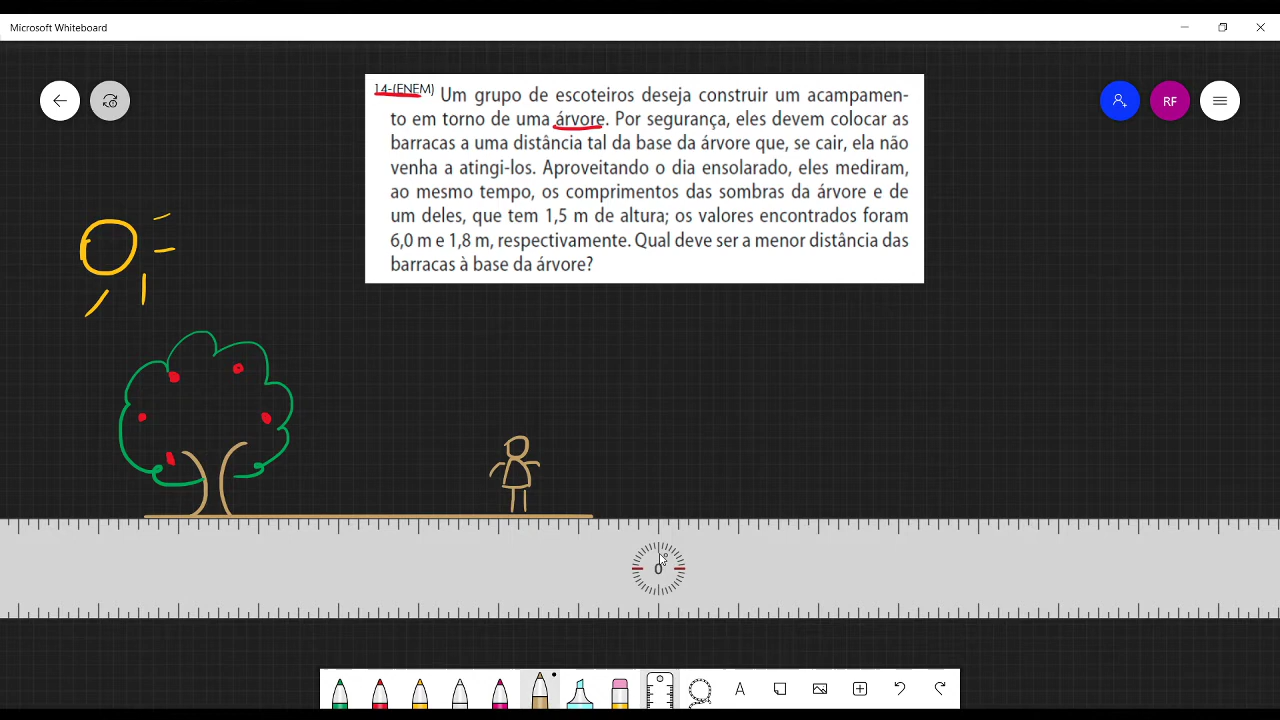 Microsoft Whiteboard
14-(ENEM) Um grupo de escoteiros deseja construir um acampamen-
to em torno de uma árvore. Por segurança, eles devem colocar as
barracas a uma distância tal da base da árvore que, se cair, ela não
venha a atingi-los. Aproveitando o dia ensolarado, eles mediram,
ao mesmo tempo, os comprimentos das sombras da árvore e de
um deles, que tem 1,5 m de altura; os valores encontrados foram
6,0 m e 1,8 m, respectivamente. Qual deve ser a menor distância das
barracas à base da árvore?
RF
0°
A